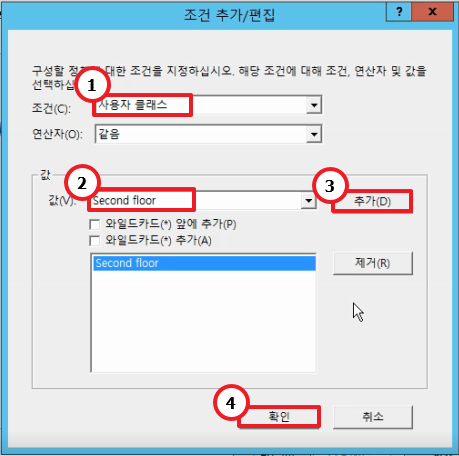 조건 추가/편집
? x
구성할 정책에 대한 조건을 지정하십시오. 해당 조건에 대해 조건, 연산자 및 값을
선택하십
1
조건(C): 사용자 클래스
연산자(O): 같음
값
2
3
값(V): Second floor
추가(D)
와일드카드(*) 앞에 추가(P)
와일드카드(*) 추가(A)
Second floor
제거(R)
4
확인
취소